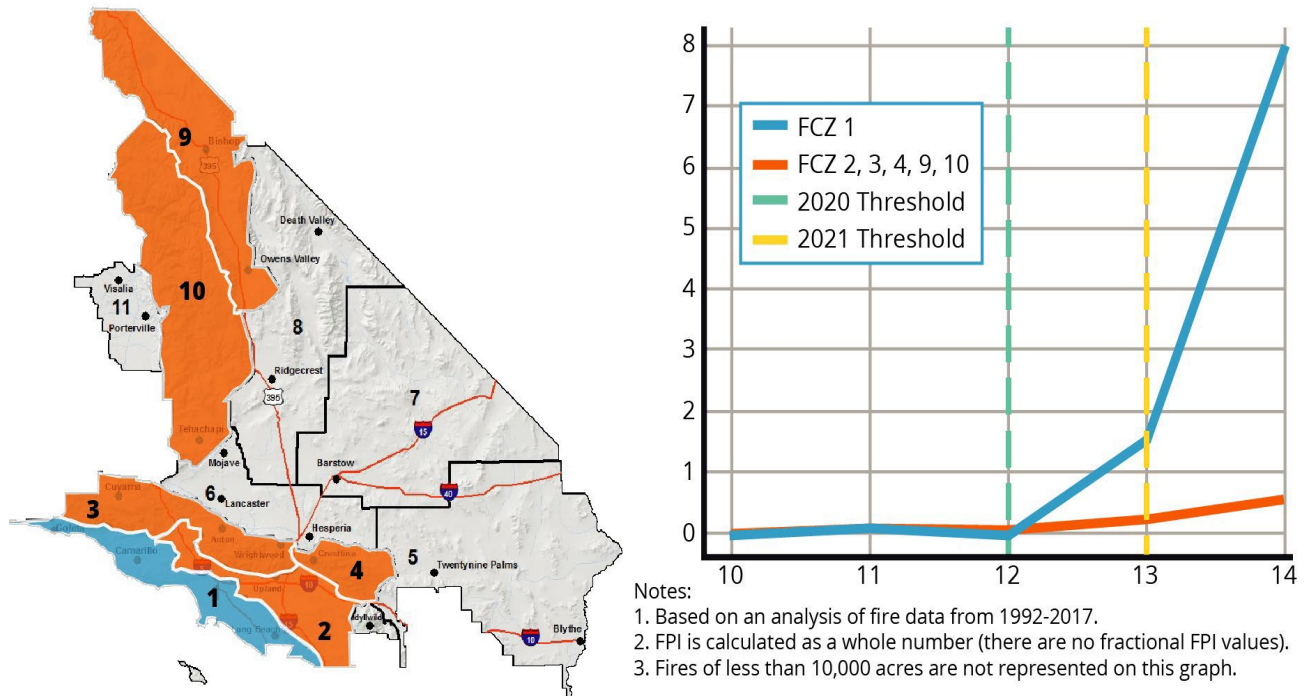 9
Bishop
395
Death Valley
Owens Valley
Visalia
11
Porterville
10
8
Ridgecrest
395
7
15
Tehachapi
Mojave
Barstow
40
6
Lancaster
Cuyama
3
Hesperia
Goleta
Camarillo
Acton
Wrightwood
Crestline
4
5
Twentynine Palms
5
10
Upland
1
15
Long Beach
2
Idyllwild
10
Blythe
8
7
6
5
4
3
2
1
0
10 11 12 13 14
FCZ 1
FCZ 2, 3, 4, 9, 10
2020 Threshold
2021 Threshold
Notes:
1. Based on an analysis of fire data from 1992-2017.
2. FPI is calculated as a whole number (there are no fractional FPI values).
3. Fires of less than 10,000 acres are not represented on this graph.